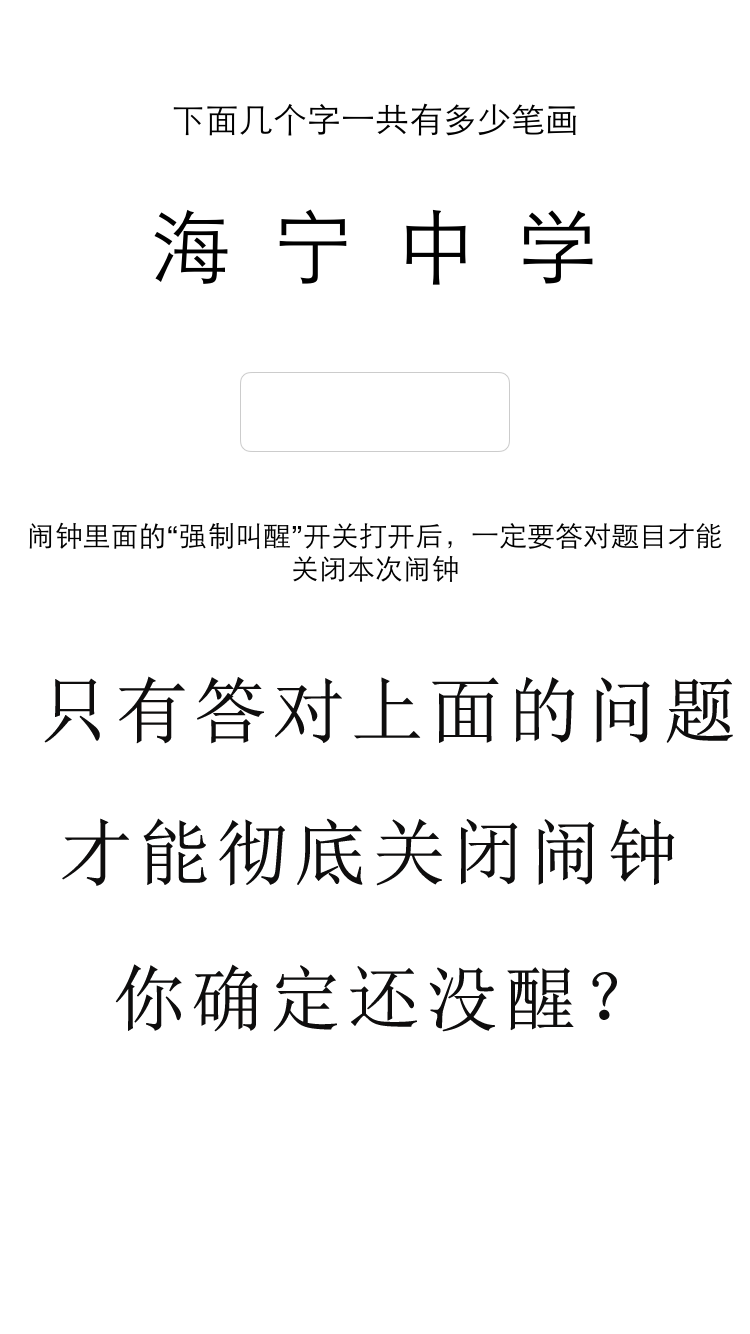 下面几个字一共有多少笔画
海 宁 中 学
闹钟里面的“强制叫醒”开关打开后，一定要答对题目才能
关闭本次闹钟
只有答对上面的问题
才能彻底关闭闹钟
你确定还没醒？